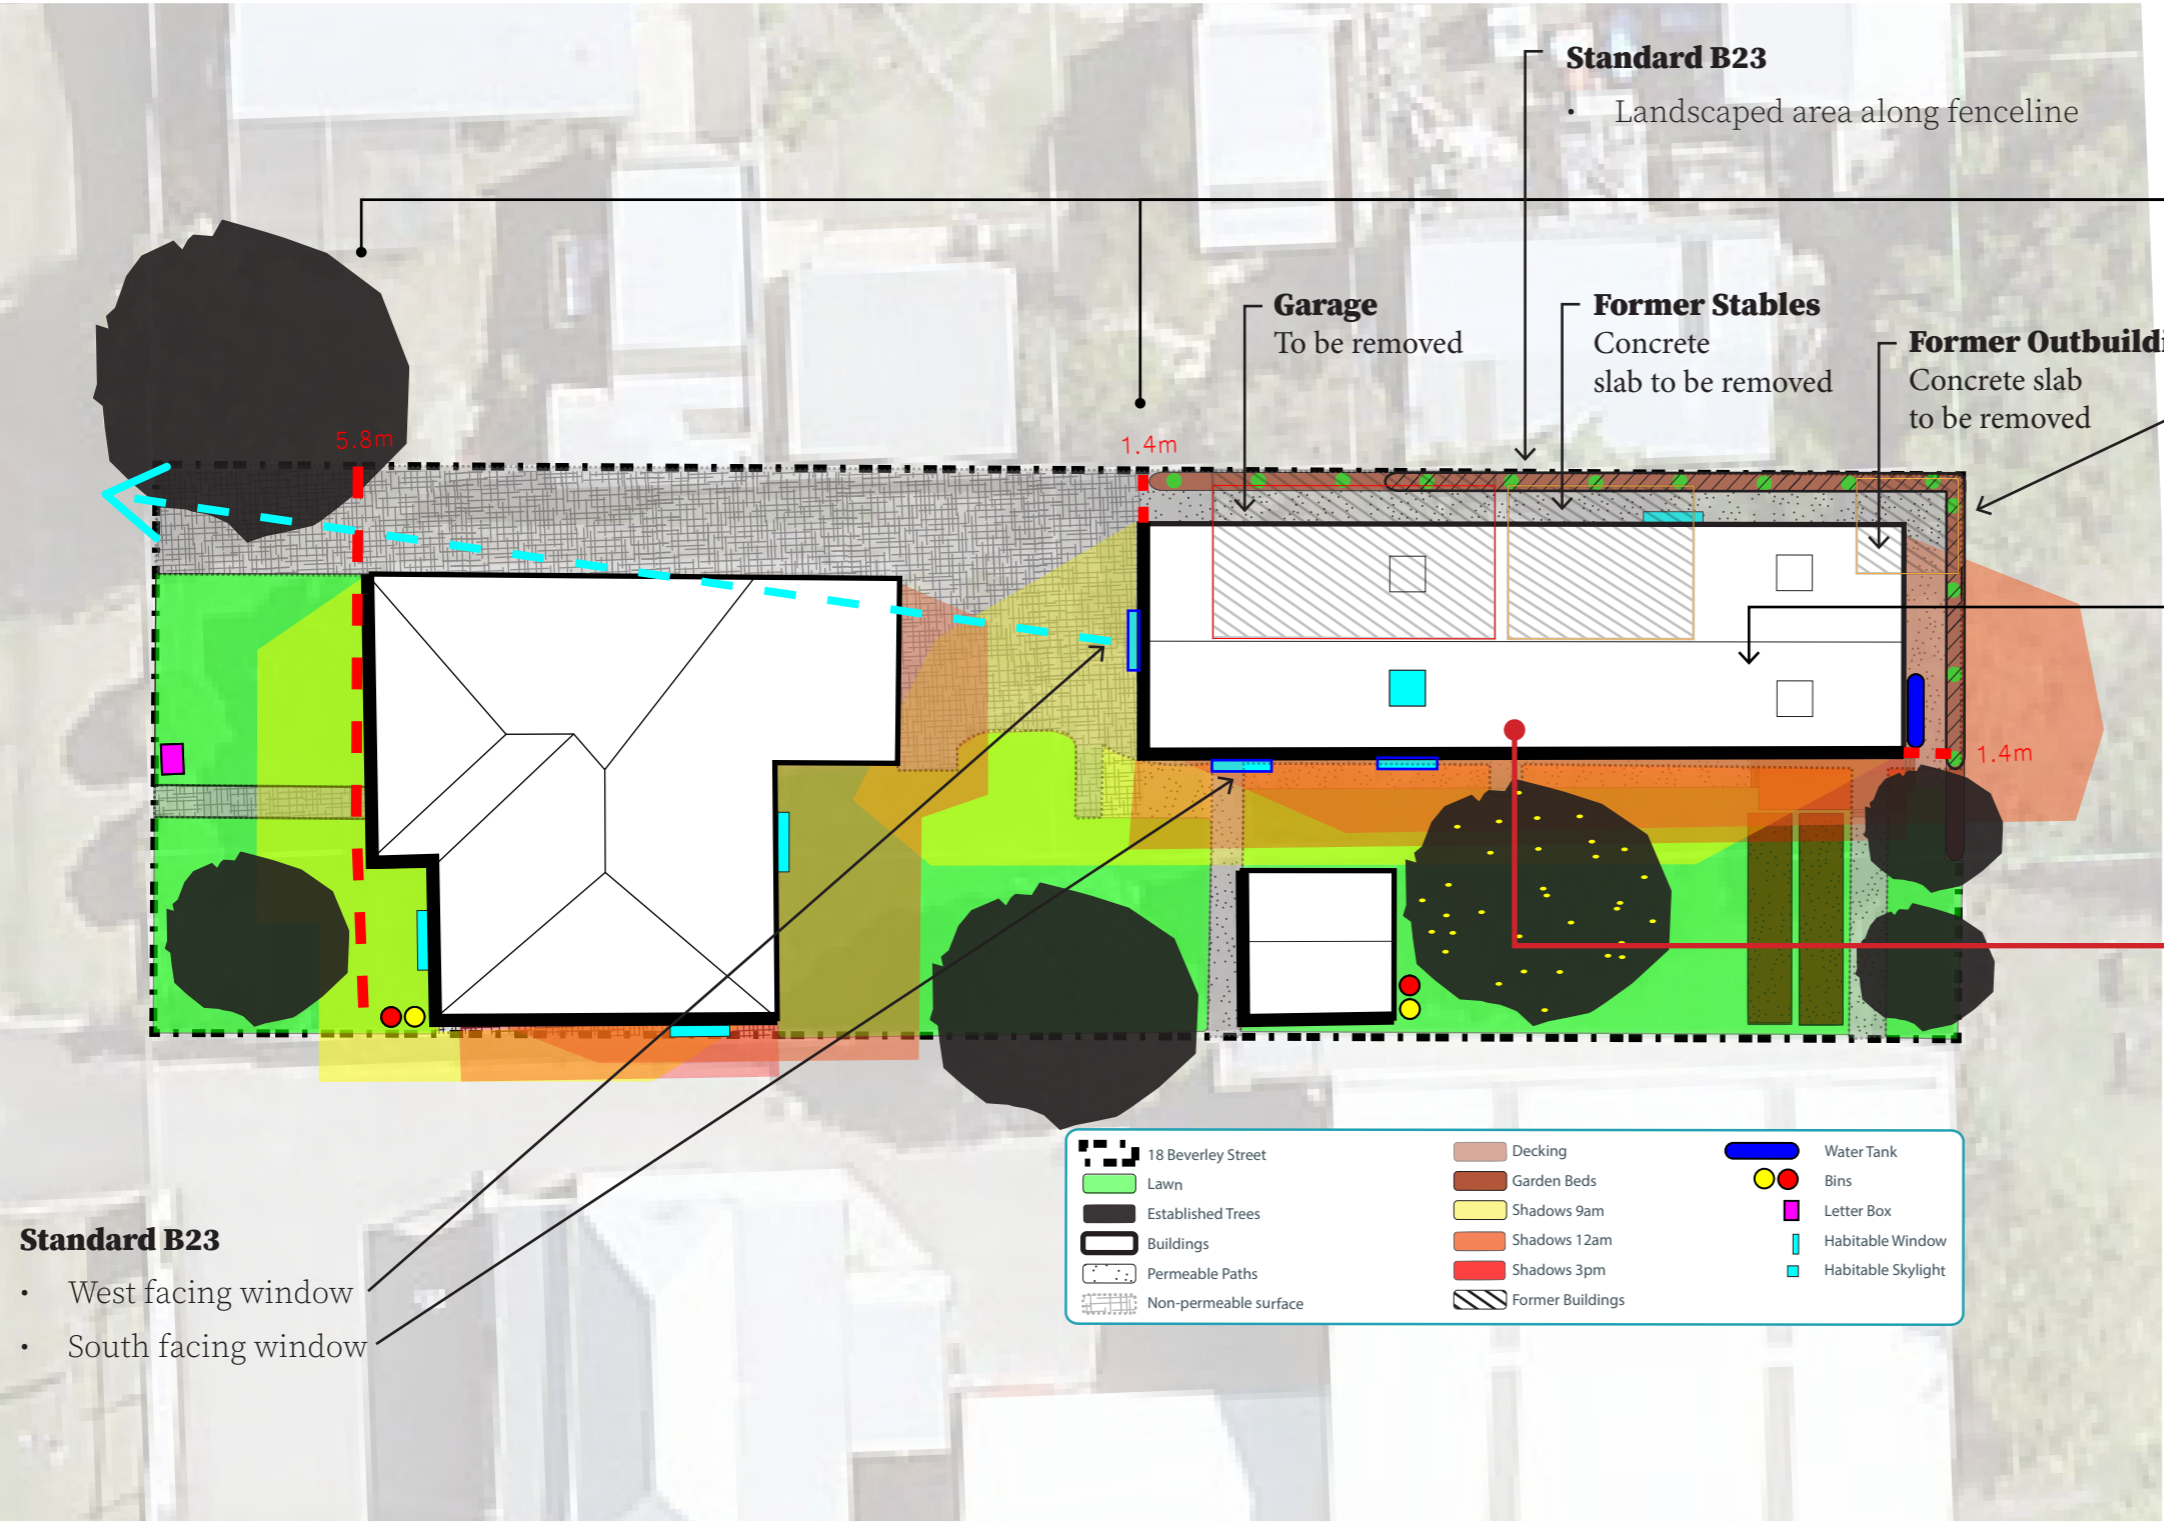 Standard B23
• Landscaped area along fenceline
Garage
To be removed
Former Stables
Concrete
slab to be removed
Former Outbuildi
Concrete slab
to be removed
5.8m
1.4m
1.4m
18 Beverley Street
Lawn
Established Trees
Buildings
Permeable Paths
Non-permeable surface
Decking
Garden Beds
Shadows 9am
Shadows 12am
Shadows 3pm
Former Buildings
Water Tank
Bins
Letter Box
Habitable Window
Habitable Skylight
Standard B23
• West facing window
• South facing window